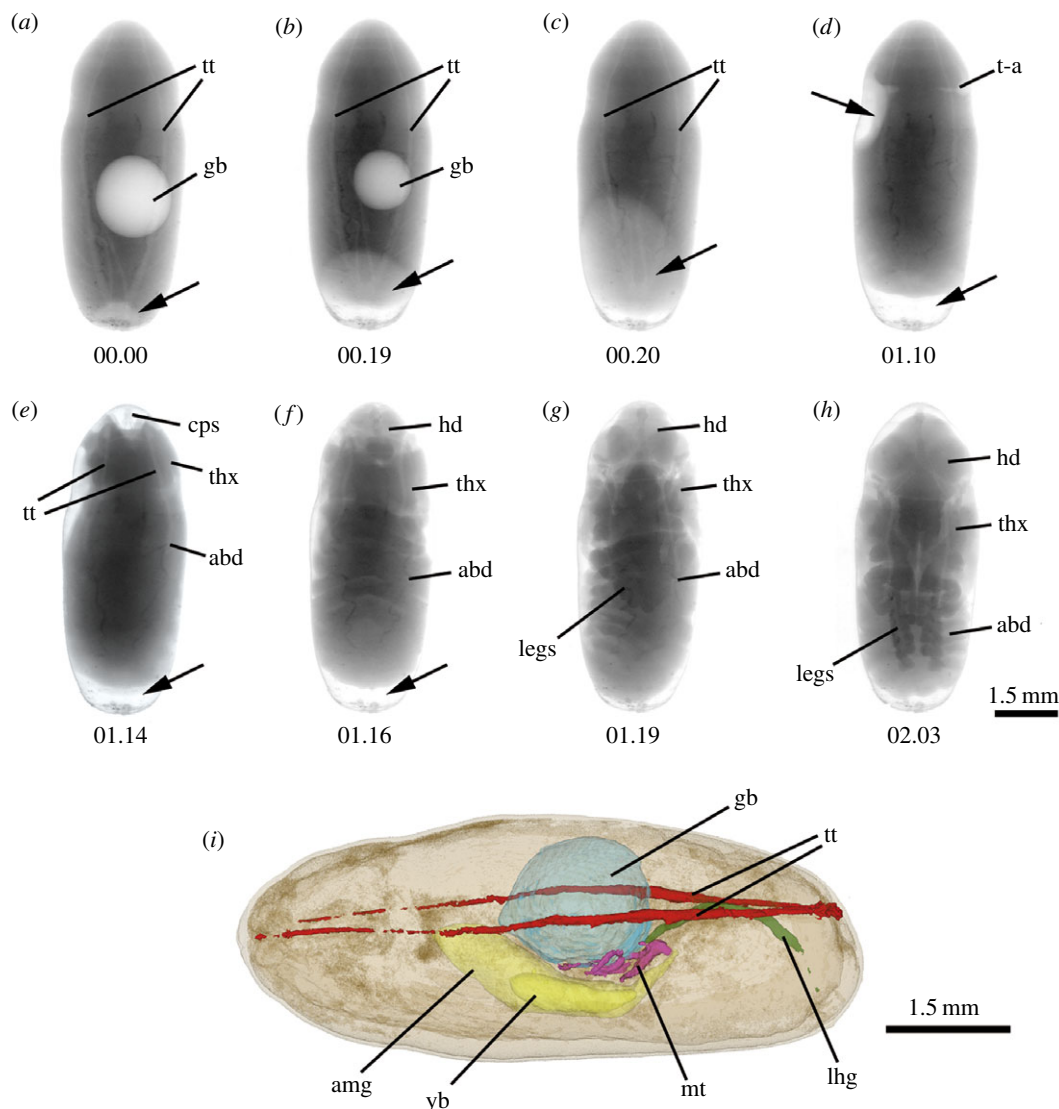 (a) (b) (c) (d)
tt tt tt t-a
gb gb
00.00 00.19 00.20 01.10
(e) (f) (g) (h)
cps hd hd hd
tt thx thx thx thx
abd abd abd abd
legs legs
1.5 mm
01.14 01.16 01.19 02.03
(i)
gb
tt
1.5 mm
amg yb mt lhg